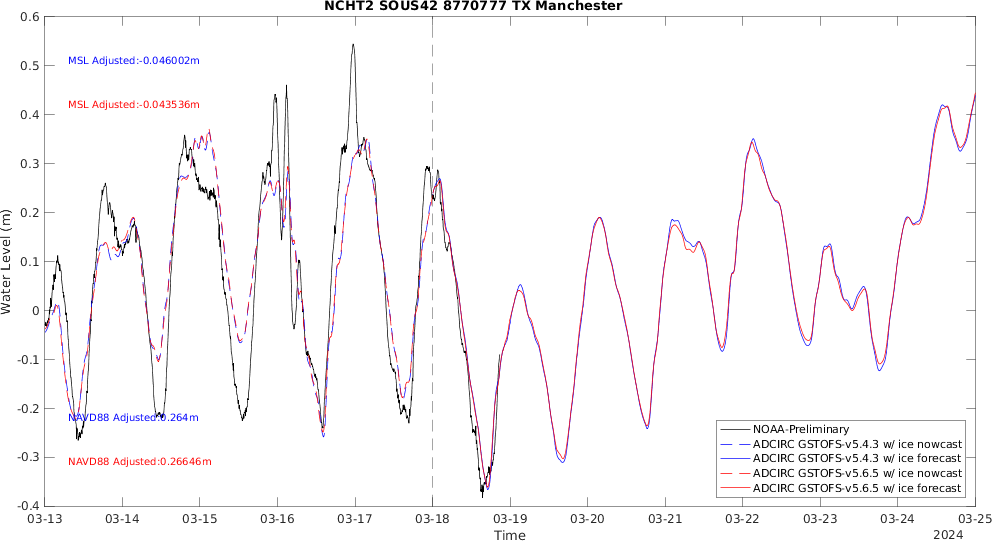 NCHT2 SOUS42 8770777 TX Manchester
0.6
0.5
0.4
0.3
0.2
0.1
0
-0.1
-0.2
-0.3
-0.4
Water Level (m)
MSL Adjusted:-0.046002m
MSL Adjusted:-0.043536m
NAVD88 Adjusted:0.264m
NAVD88 Adjusted:0.26646m
NOAA-Preliminary
ADCIRC GSTOFS-v5.4.3 w/ ice nowcast
ADCIRC GSTOFS-v5.4.3 w/ ice forecast
ADCIRC GSTOFS-v5.6.5 w/ ice nowcast
ADCIRC GSTOFS-v5.6.5 w/ ice forecast
03-13 03-14 03-15 03-16 03-17 03-18 03-19 03-20 03-21 03-22 03-23 03-24 03-25
Time
2024